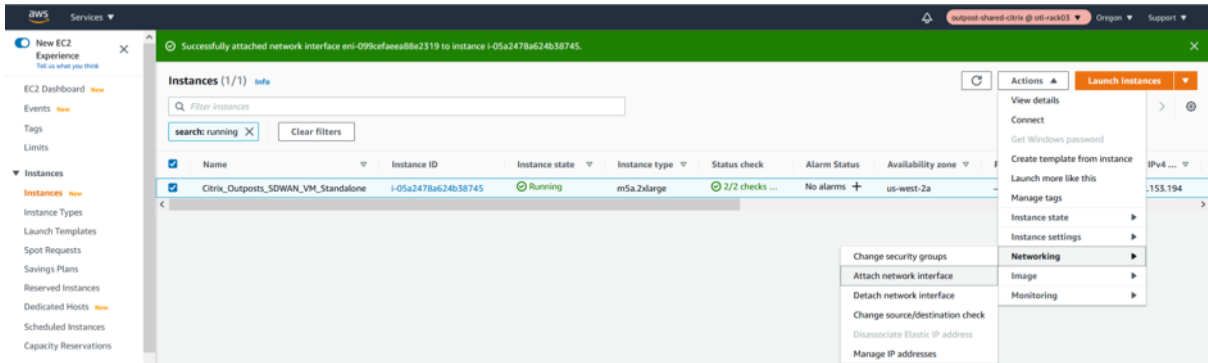 aws
Services
outpost-shared-citrix @ otl-rack03
Oregon
Support
New EC2
Experience
Tell us what you think
EC2 Dashboard New
Events New
Tags
Limits
Instances
Instances New
Instance Types
Launch Templates
Spot Requests
Savings Plans
Reserved Instances
Dedicated Hosts New
Scheduled Instances
Capacity Reservations
Successfully attached network interface eni-099cefaeea88e2319 to instance i-05a2478a624b38745.
Instances (1/1) Info
Actions
Launch instances
Filter instances
search: running
Clear filters
Name
Instance ID
Instance state
Instance type
Status check
Alarm Status
Availability zone
IPv4 ...
Citrix_Outposts_SDWAN_VM_Standalone
i-05a2478a624b38745
Running
m5a.2xlarge
2/2 checks ...
No alarms
us-west-2a
.153.194
View details
Connect
Get Windows password
Create template from instance
Launch more like this
Manage tags
Instance state
Instance settings
Networking
Image
Monitoring
Change security groups
Attach network interface
Detach network interface
Change source/destination check
Disassociate Elastic IP address
Manage IP addresses